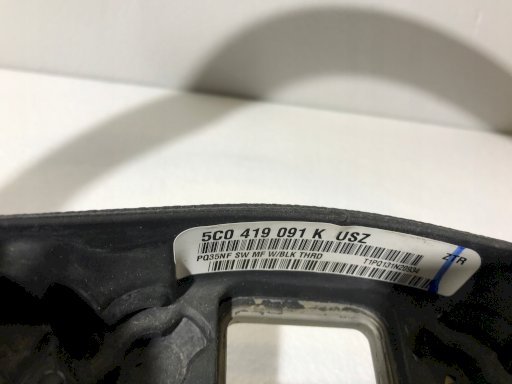 5C0 419 091 K USZ
PQ35NF SW MF W/BLK THRD
ZTR